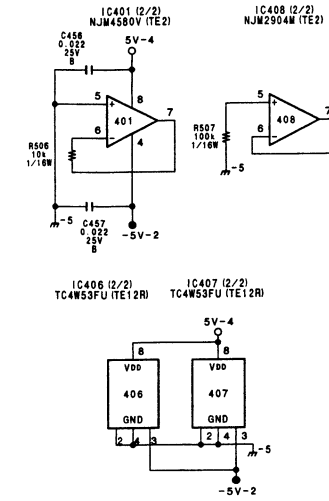 IC401 (2/2)
NJM4580V (TE2)
IC408 (2/2)
NJM2904M (TE2)
C456
0.022
25V
B
5V-4
8
5
+
7
401
6
-
4
R506
10k
1/16W
-5
C457
0.022
25V
B
-5V-2
5
+
7
408
6
-
R507
100k
1/16W
-5
IC406 (2/2)
TC4W53FU (TE12R)
IC407 (2/2)
TC4W53FU (TE12R)
5V-4
8
8
VDD
VDD
406
407
GND
GND
2 4 3
2 4 3
-5
-5V-2